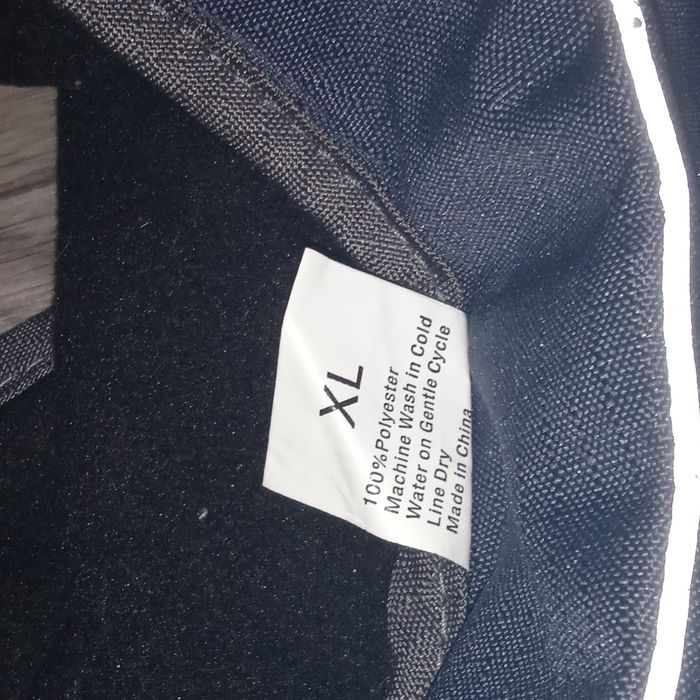 XL
100%Polyester
Machine Wash in Cold
Water on Gentle Cycle
Line Dry
Made in China